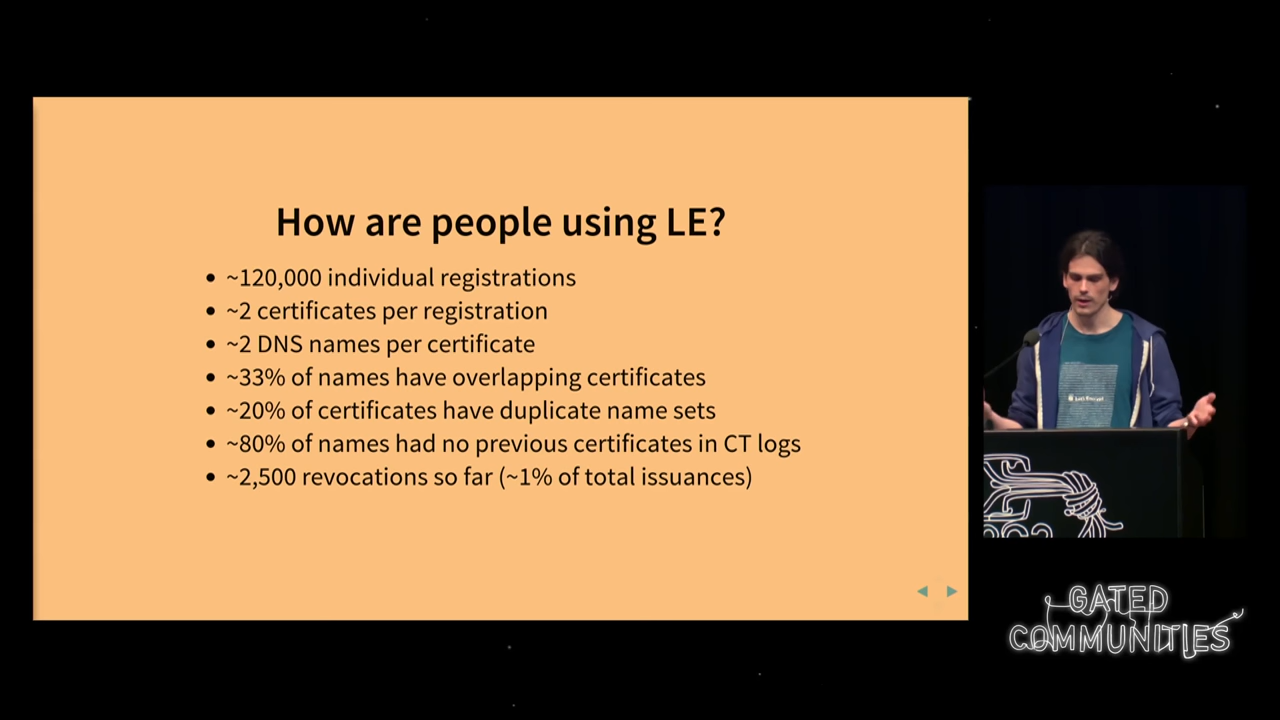 How are people using LE?
• ~120,000 individual registrations
• ~2 certificates per registration
• ~2 DNS names per certificate
• ~33% of names have overlapping certificates
• ~20% of certificates have duplicate name sets
• ~80% of names had no previous certificates in CT logs
• ~2,500 revocations so far (~1% of total issuances)
Let's Encrypt
GATED
COMMUNITIES